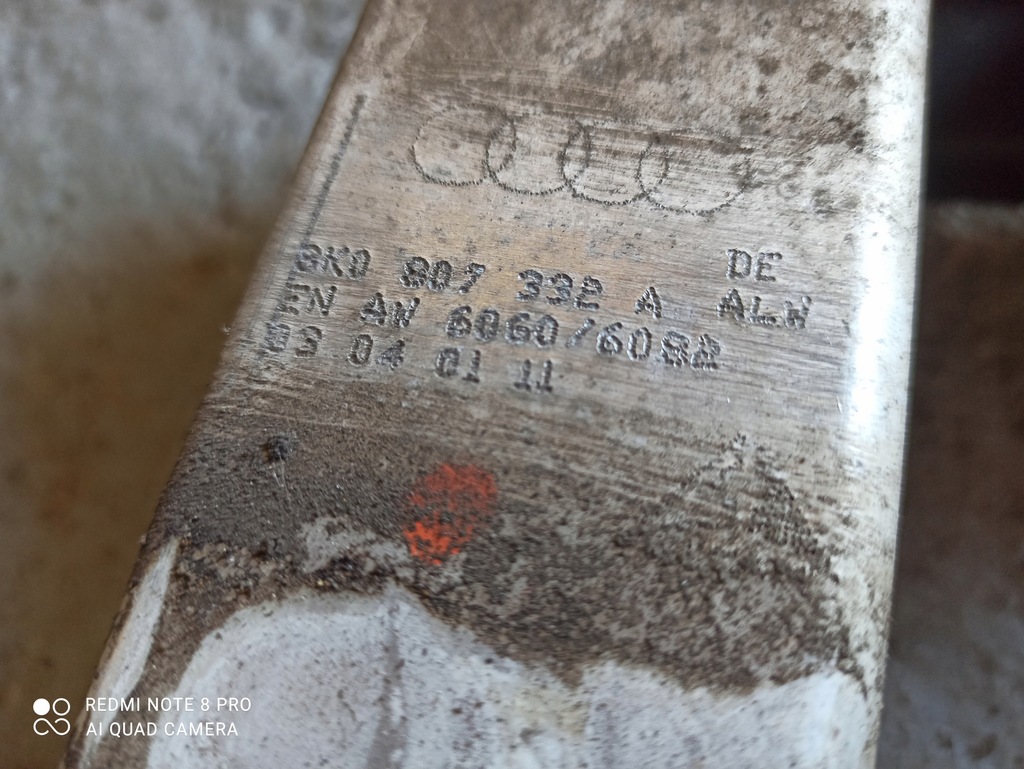 8K0 807 332 A DE
EN AW 6060/6082 ALW
09 04 01 11
REDMI NOTE 8 PRO
AI QUAD CAMERA